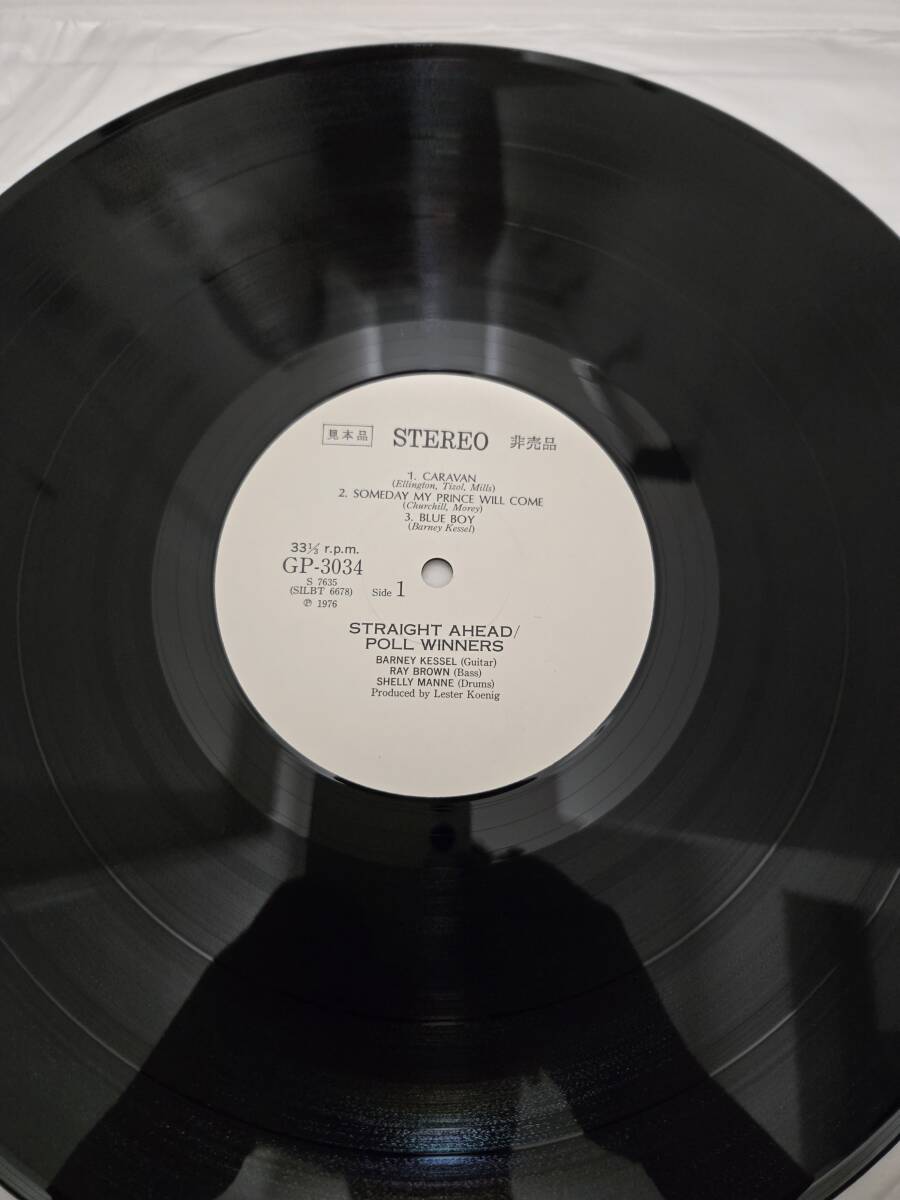 見本品 STEREO 非売品
1. CARAVAN
(Ellington, Tizol, Mills)
2. SOMEDAY MY PRINCE WILL COME
(Churchill, Morey)
3. BLUE BOY
(Barney Kessel)
33⅓ r.p.m.
GP-3034
S 7635
(SILBT 6678) Side 1
℗ 1976
STRAIGHT AHEAD/
POLL WINNERS
BARNEY KESSEL (Guitar)
RAY BROWN (Bass)
SHELLY MANNE (Drums)
Produced by Lester Koenig